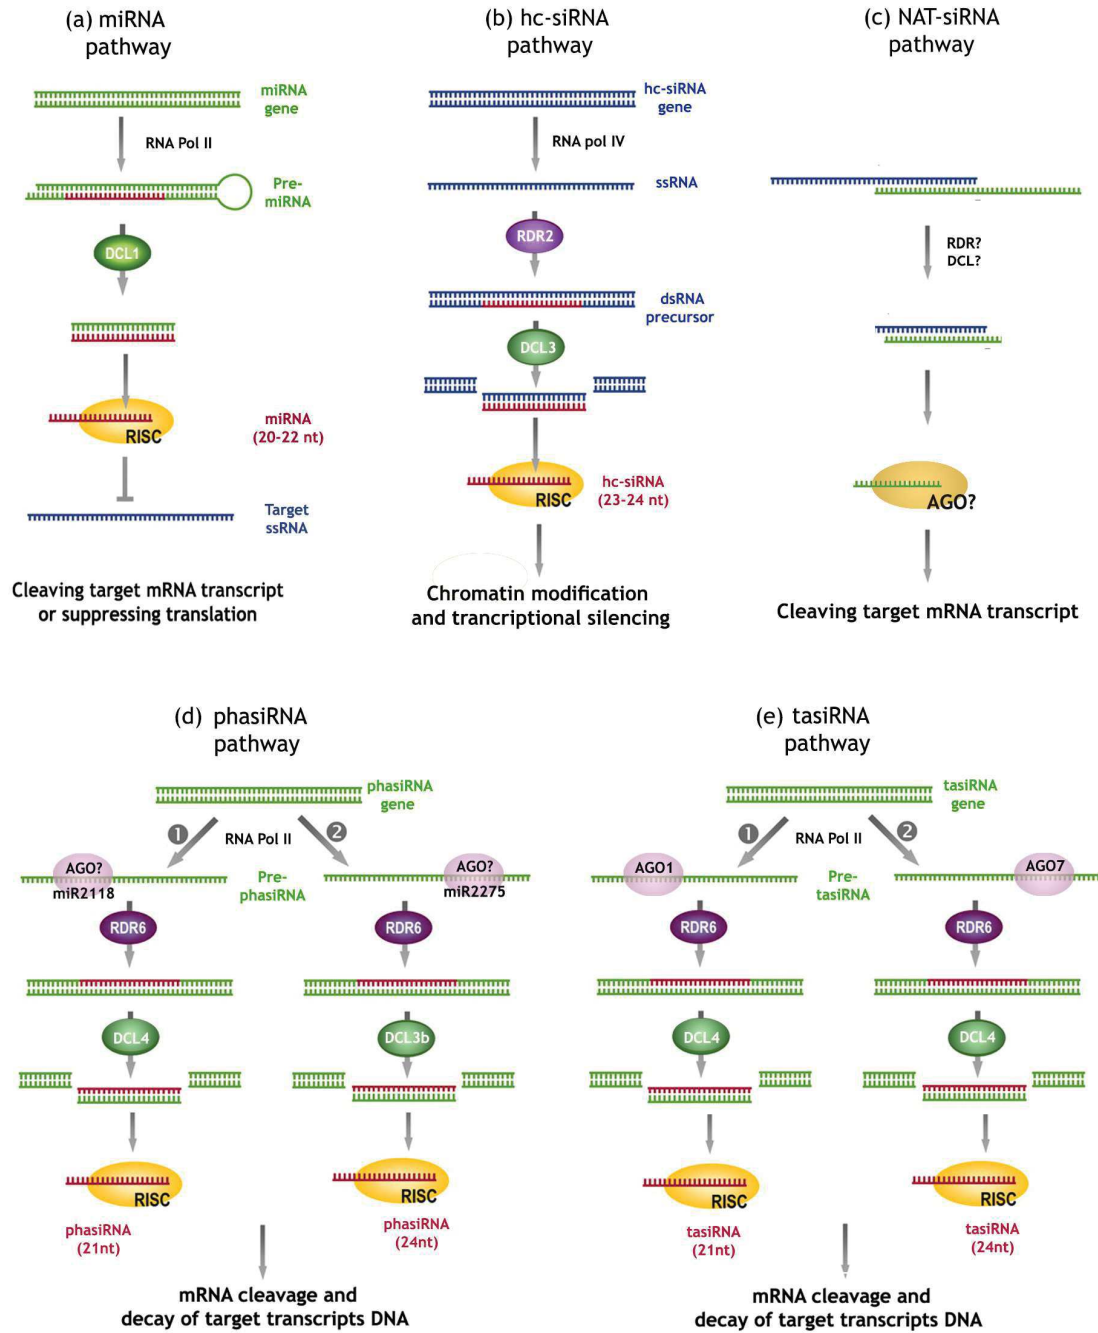 (a) miRNA
pathway
miRNA
gene
RNA Pol II
Pre-
miRNA
DCL1
RISC
miRNA
(20-22 nt)
Target
ssRNA
Cleaving target mRNA transcript
or suppressing translation
(b) hc-siRNA
pathway
hc-siRNA
gene
RNA pol IV
ssRNA
RDR2
dsRNA
precursor
DCL3
RISC
hc-siRNA
(23-24 nt)
Chromatin modification
and trancriptional silencing
(c) NAT-siRNA
pathway
RDR?
DCL?
AGO?
Cleaving target mRNA transcript
(d) phasiRNA
pathway
phasiRNA
gene
1
RNA Pol II
2
AGO?
miR2118
Pre-
phasiRNA
AGO?
miR2275
RDR6
RDR6
DCL4
DCL3b
RISC
RISC
phasiRNA
(21nt)
phasiRNA
(24nt)
mRNA cleavage and
decay of target transcripts DNA
(e) tasiRNA
pathway
tasiRNA
gene
1
RNA Pol II
2
AGO1
Pre-
tasiRNA
AGO7
RDR6
RDR6
DCL4
DCL4
RISC
RISC
tasiRNA
(21nt)
tasiRNA
(24nt)
mRNA cleavage and
decay of target transcripts DNA